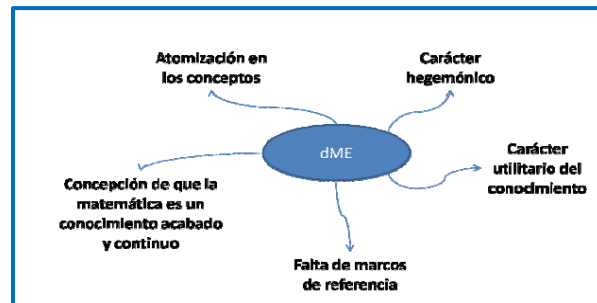 Atomización en
los conceptos
Carácter
hegemónico
dME
Carácter
utilitario del
conocimiento
Concepción de que la
matemática es un
conocimiento acabado
y continuo
Falta de marcos
de referencia